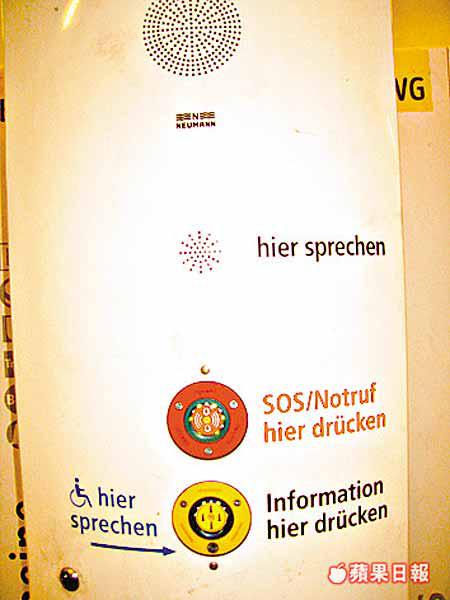 NEUMANN
VG
hier sprechen
SOS/Notruf
hier drücken
hier
sprechen
Information
hier drücken
蘋果日報